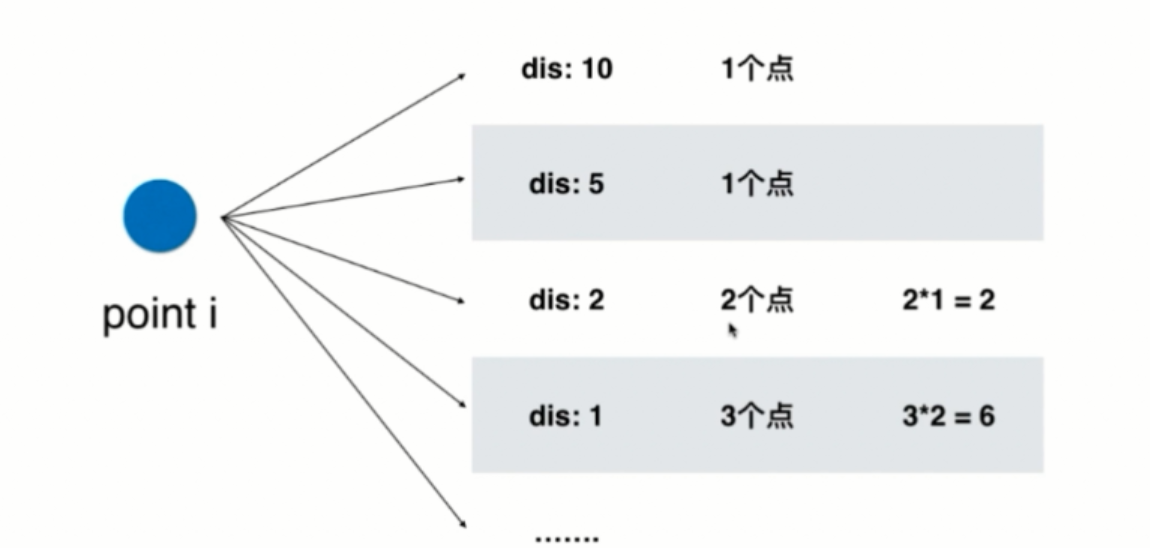 dis: 10 1个点
dis: 5 1个点
point i
dis: 2 2个点 2*1 = 2
dis: 1 3个点 3*2 = 6
.......